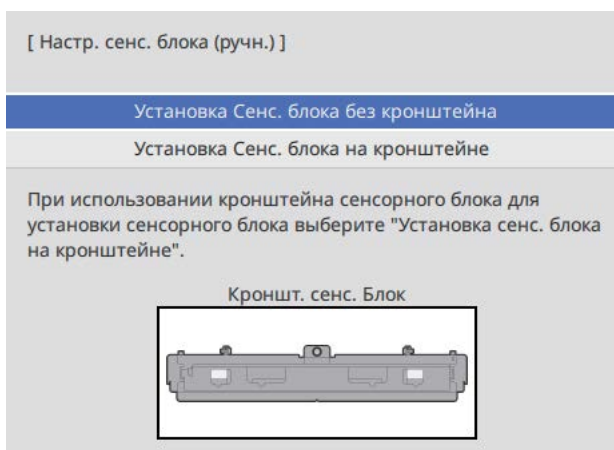 [ Настр. сенс. блока (ручн.) ]
Установка Сенс. блока без кронштейна
Установка Сенс. блока на кронштейне
При использовании кронштейна сенсорного блока для
установки сенсорного блока выберите "Установка сенс. блока
на кронштейне".
Кроншт. сенс. Блок